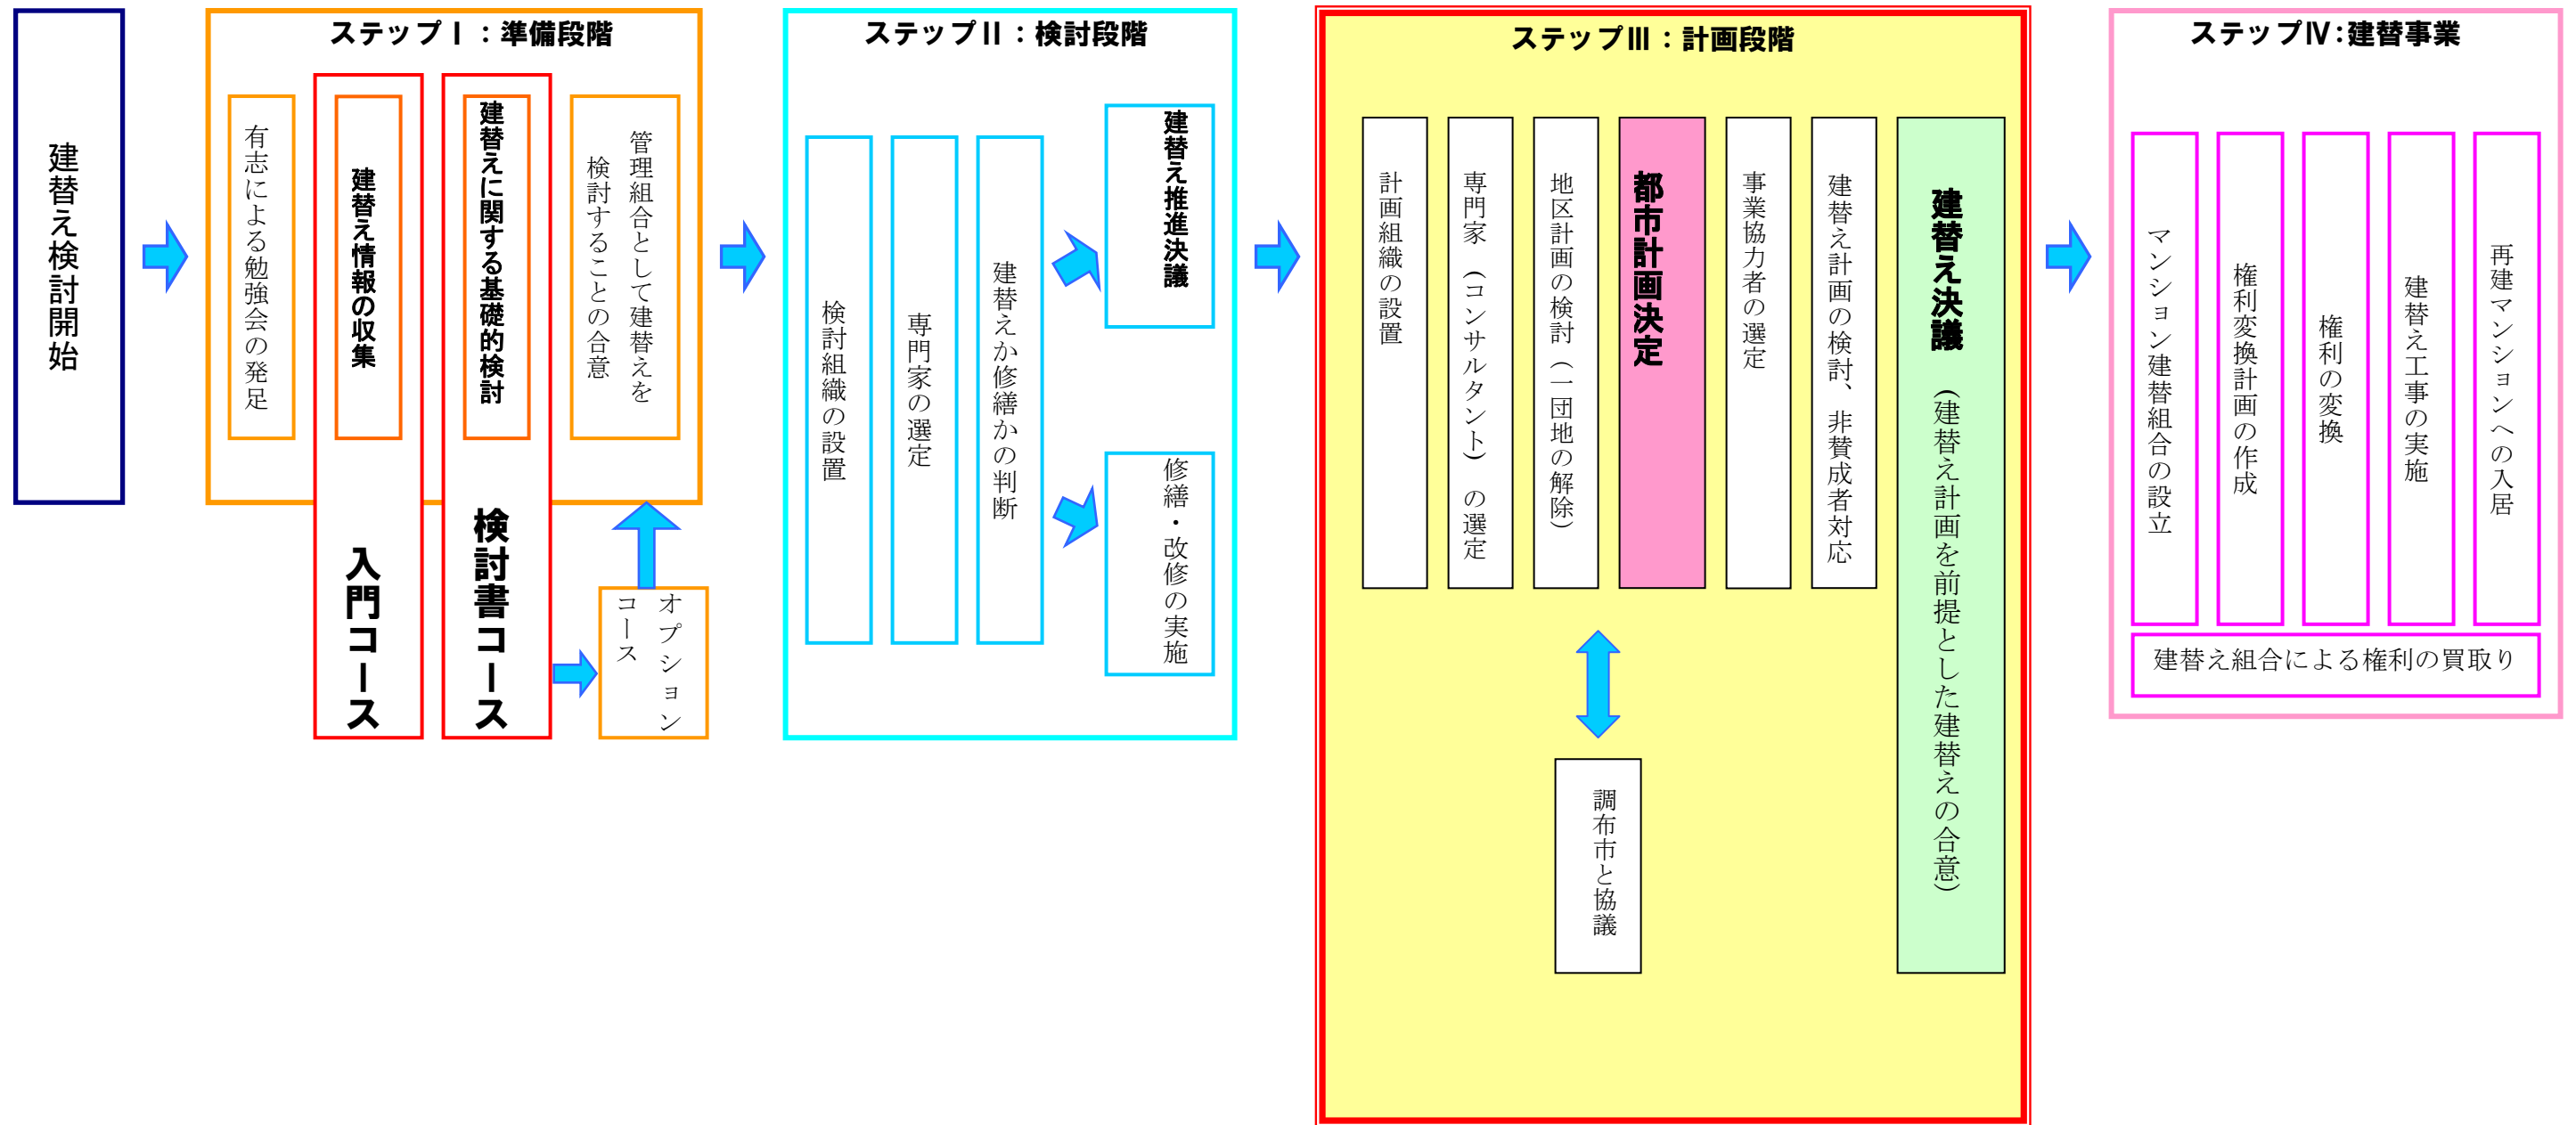 建替え検討開始
ステップⅠ：準備段階
有志による勉強会の発足
建替え情報の収集
入門コース
建替えに関する基礎的検討
検討書コース
管理組合として建替えを
検討することの合意
オプション
コース
ステップⅡ：検討段階
検討組織の設置
専門家の選定
建替えか修繕かの判断
建替え推進決議
修繕・改修の実施
ステップⅢ：計画段階
計画組織の設置
専門家（コンサルタント）の選定
地区計画の検討（一団地の解除）
都市計画決定
事業協力者の選定
建替え計画の検討、非賛成者対応
建替え決議（建替え計画を前提とした建替えの合意）
調布市と協議
ステップⅣ：建替事業
マンション建替組合の設立
権利変換計画の作成
権利の変換
建替え工事の実施
再建マンションへの入居
建替え組合による権利の買取り